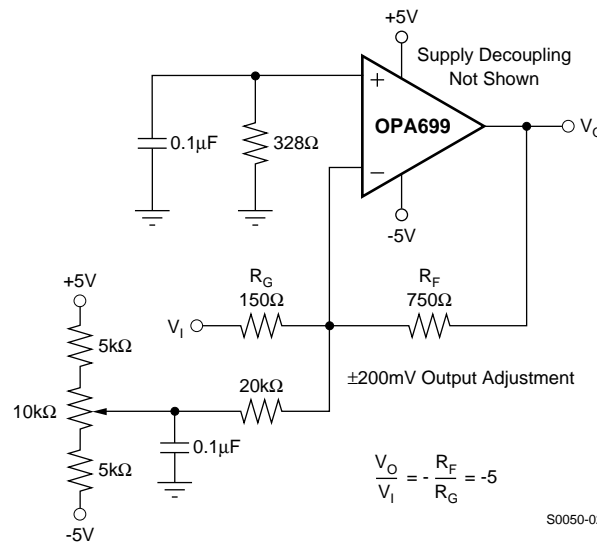 +5V
Supply Decoupling
Not Shown
+
OPA699
−
0.1µF
328Ω
V
-5V
+5V
R_G
150Ω
R_F
750Ω
V_I
5kΩ
20kΩ
±200mV Output Adjustment
10kΩ
0.1µF
5kΩ
-5V
V_O
V_I
= -
R_F
R_G
= -5